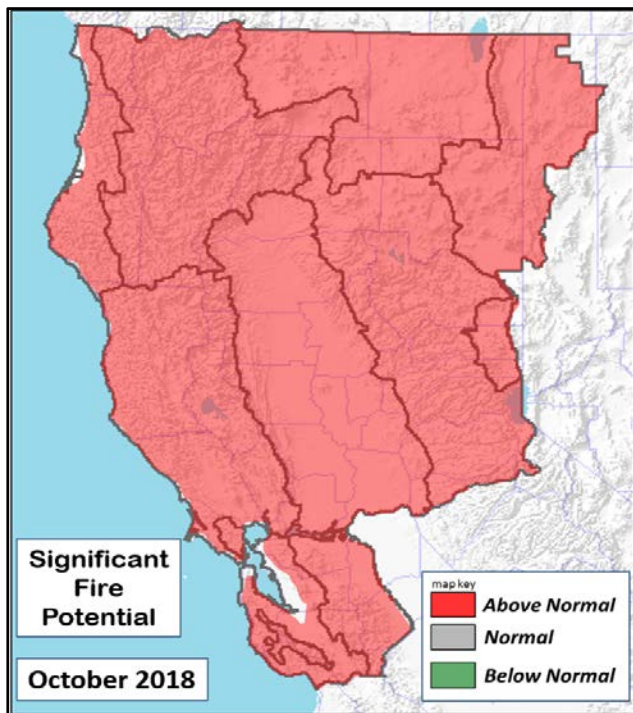 Significant
Fire
Potential
October 2018
map key
Above Normal
Normal
Below Normal